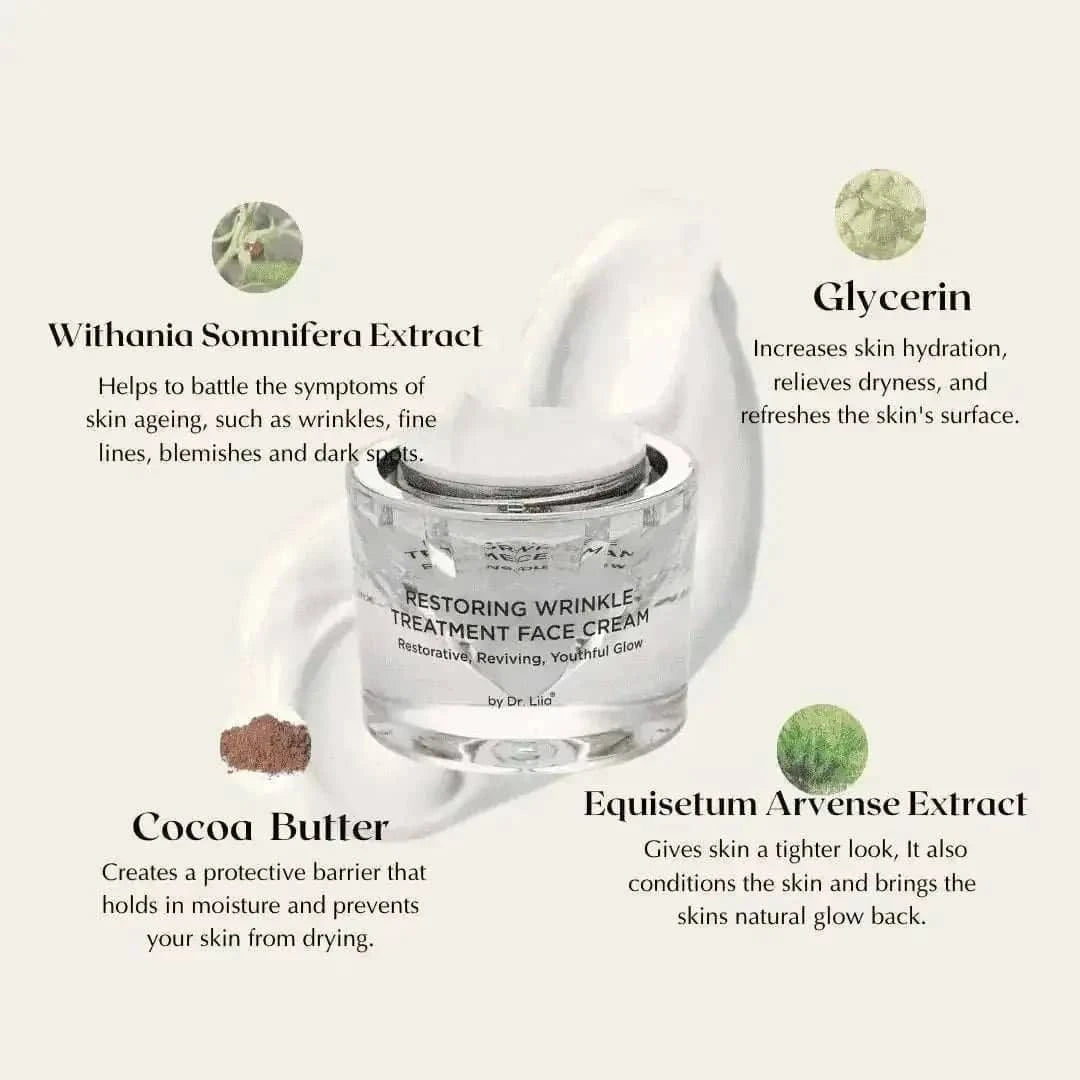 Withania Somnifera Extract
Helps to battle the symptoms of
skin ageing, such as wrinkles, fine
lines, blemishes and dark spots.
Glycerin
Increases skin hydration,
relieves dryness, and
refreshes the skin's surface.
RESTORING WRINKLE
TREATMENT FACE CREAM
Restorative, Reviving, Youthful Glow
by Dr. Liia®
Cocoa Butter
Creates a protective barrier that
holds in moisture and prevents
your skin from drying.
Equisetum Arvense Extract
Gives skin a tighter look, It also
conditions the skin and brings the
skins natural glow back.